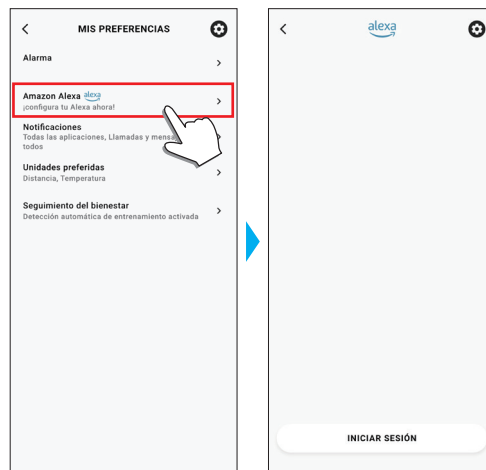 MIS PREFERENCIAS
Alarma
Amazon Alexa alexa
¡configura tu Alexa ahora!
Notificaciones
Todas las aplicaciones, Llamadas y
todos
Unidades preferidas
Distancia, Temperatura
Seguimiento del bienestar
Detección automática de entrenamiento activada
alexa
INICIAR SESIÓN